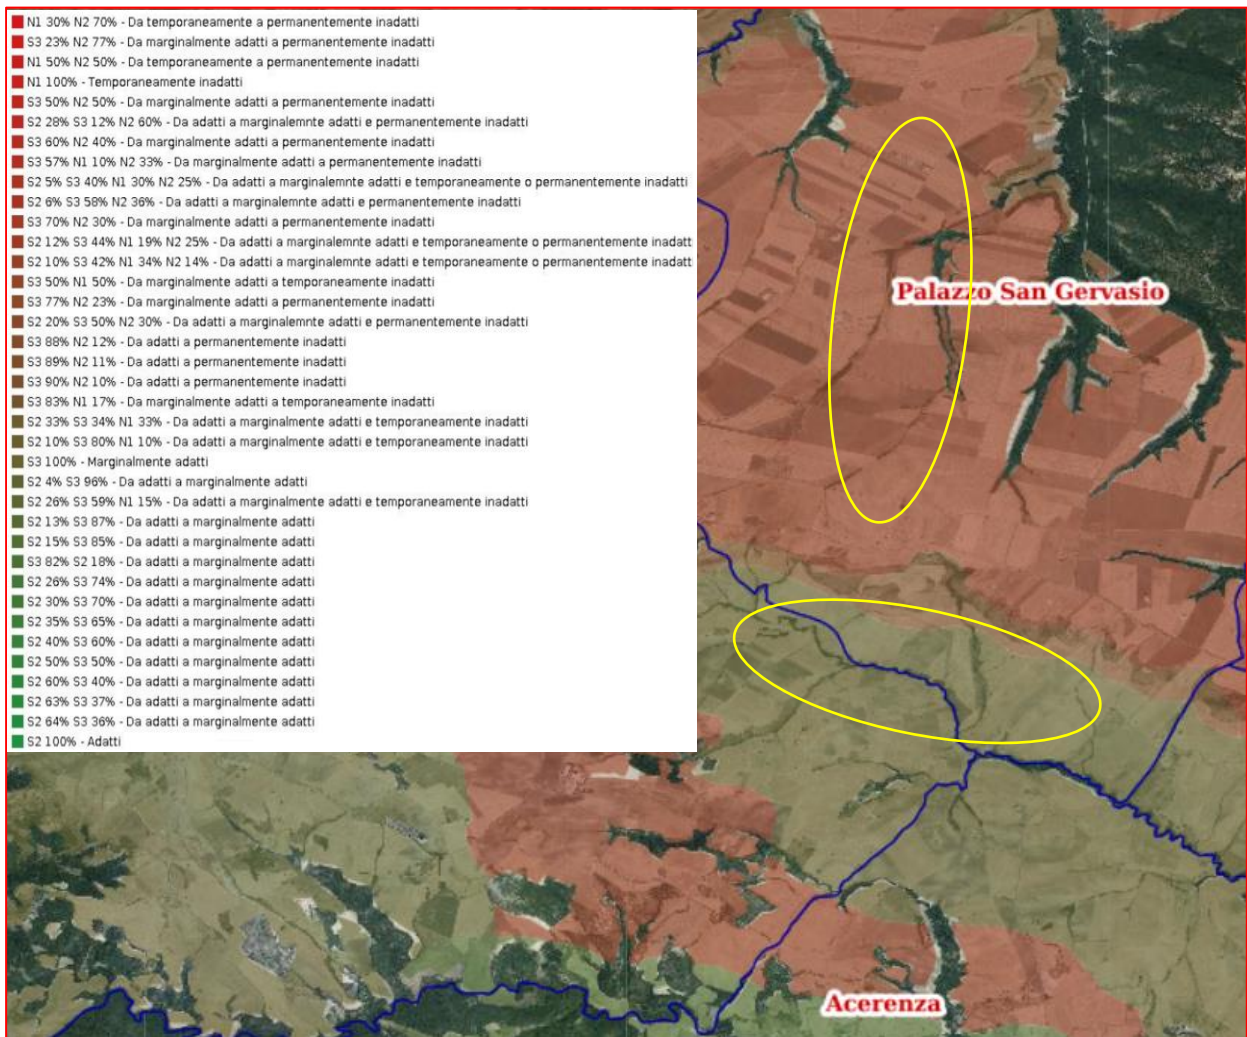 N1 30% N2 70% - Da temporaneamente a permanentemente inadatti
S3 23% N2 77% - Da marginalmente adatti a permanentemente inadatti
N1 50% N2 50% - Da temporaneamente a permanentemente inadatti
N1 100% - Temporaneamente inadatti
S3 50% N2 50% - Da marginalmente adatti a permanentemente inadatti
S2 28% S3 12% N2 60% - Da adatti a marginalemnte adatti e permanentemente inadatti
S3 60% N2 40% - Da marginalmente adatti a permanentemente inadatti
S3 57% N1 10% N2 33% - Da marginalmente adatti a permanentemente inadatti
S2 5% S3 40% N1 30% N2 25% - Da adatti a marginalemnte adatti e temporaneamente o permanentemente inadatti
S2 6% S3 58% N2 36% - Da adatti a marginalemnte adatti e permanentemente inadatti
S3 70% N2 30% - Da marginalmente adatti a permanentemente inadatti
S2 12% S3 44% N1 19% N2 25% - Da adatti a marginalemnte adatti e temporaneamente o permanentemente inadatt
S2 10% S3 42% N1 34% N2 14% - Da adatti a marginalemnte adatti e temporaneamente o permanentemente inadatt
S3 50% N1 50% - Da marginalmente adatti a temporaneamente inadatti
S3 77% N2 23% - Da marginalmente adatti a permanentemente inadatti
S2 20% S3 50% N2 30% - Da adatti a marginalemnte adatti e permanentemente inadatti
S3 88% N2 12% - Da adatti a permanentemente inadatti
S3 89% N2 11% - Da adatti a permanentemente inadatti
S3 90% N2 10% - Da adatti a permanentemente inadatti
S3 83% N1 17% - Da marginalmente adatti a temporaneamente inadatti
S2 33% S3 34% N1 33% - Da adatti a marginalmente adatti e temporaneamente inadatti
S2 10% S3 80% N1 10% - Da adatti a marginalmente adatti e temporaneamente inadatti
S3 100% - Marginalmente adatti
S2 4% S3 96% - Da adatti a marginalmente adatti
S2 26% S3 59% N1 15% - Da adatti a marginalmente adatti e temporaneamente inadatti
S2 13% S3 87% - Da adatti a marginalmente adatti
S2 15% S3 85% - Da adatti a marginalmente adatti
S3 82% S2 18% - Da adatti a marginalmente adatti
S2 26% S3 74% - Da adatti a marginalmente adatti
S2 30% S3 70% - Da adatti a marginalmente adatti
S2 35% S3 65% - Da adatti a marginalmente adatti
S2 40% S3 60% - Da adatti a marginalmente adatti
S2 50% S3 50% - Da adatti a marginalmente adatti
S2 60% S3 40% - Da adatti a marginalmente adatti
S2 63% S3 37% - Da adatti a marginalmente adatti
S2 64% S3 36% - Da adatti a marginalmente adatti
S2 100% - Adatti
Palazzo San Gervasio
Acerenza